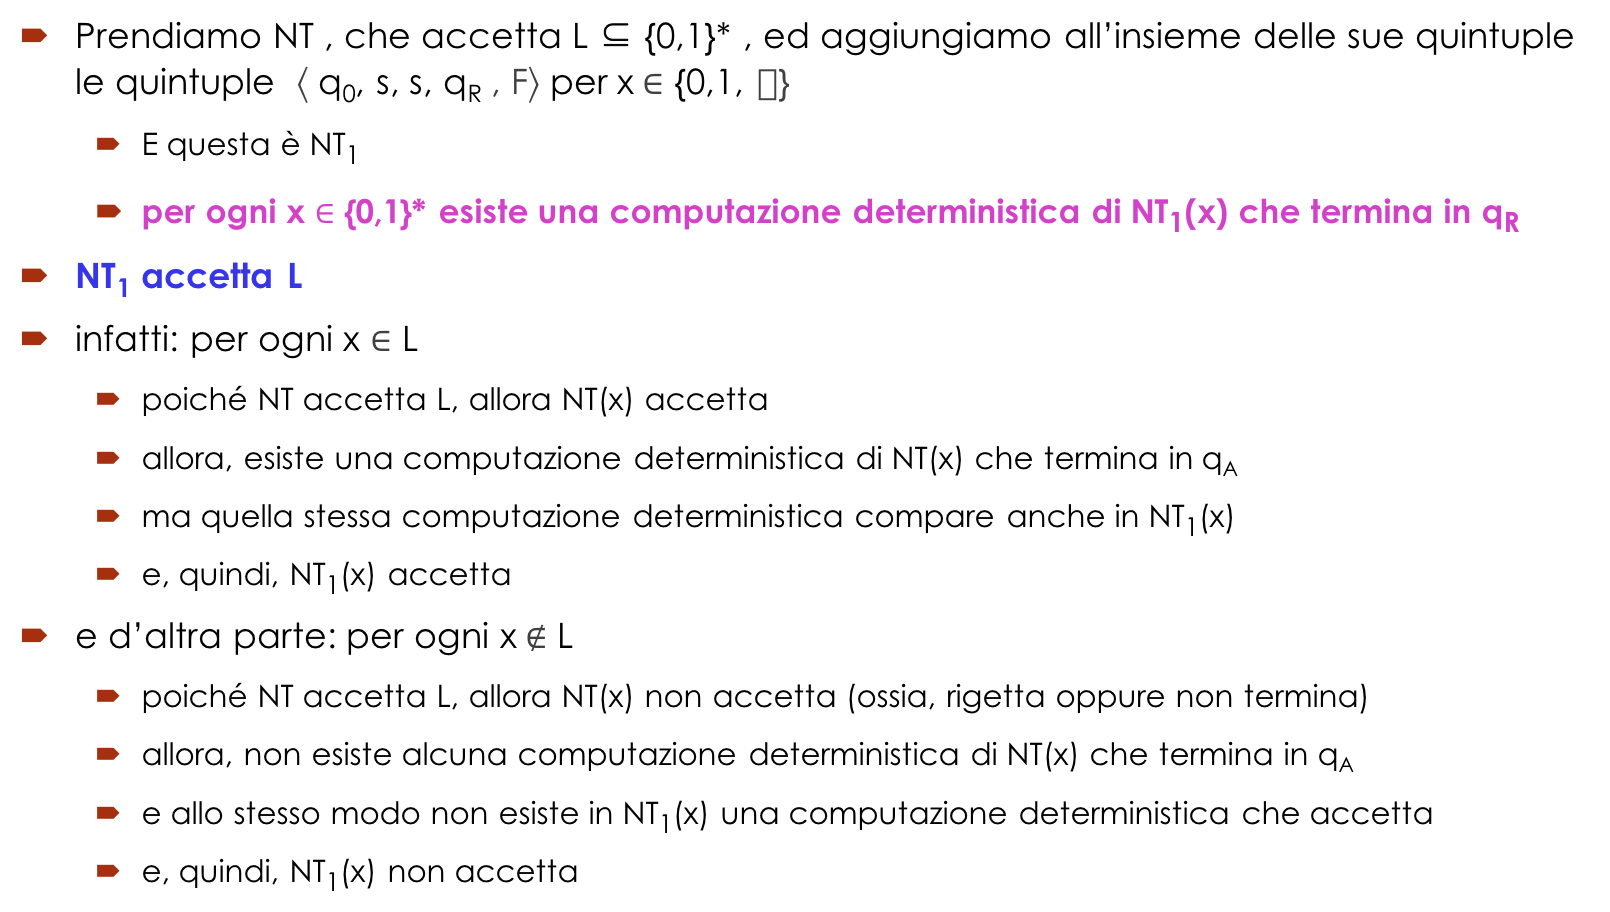 Prendiamo NT , che accetta L ⊆ {0,1}* , ed aggiungiamo all’insieme delle sue quintuple
le quintuple 〈 q0, s, s, qR , F〉 per x ∈ {0,1, ▯}
E questa è NT1
per ogni x ∈ {0,1}* esiste una computazione deterministica di NT1(x) che termina in qR
NT1 accetta L
infatti: per ogni x ∈ L
poiché NT accetta L, allora NT(x) accetta
allora, esiste una computazione deterministica di NT(x) che termina in qA
ma quella stessa computazione deterministica compare anche in NT1(x)
e, quindi, NT1(x) accetta
e d’altra parte: per ogni x ∉ L
poiché NT accetta L, allora NT(x) non accetta (ossia, rigetta oppure non termina)
allora, non esiste alcuna computazione deterministica di NT(x) che termina in qA
e allo stesso modo non esiste in NT1(x) una computazione deterministica che accetta
e, quindi, NT1(x) non accetta